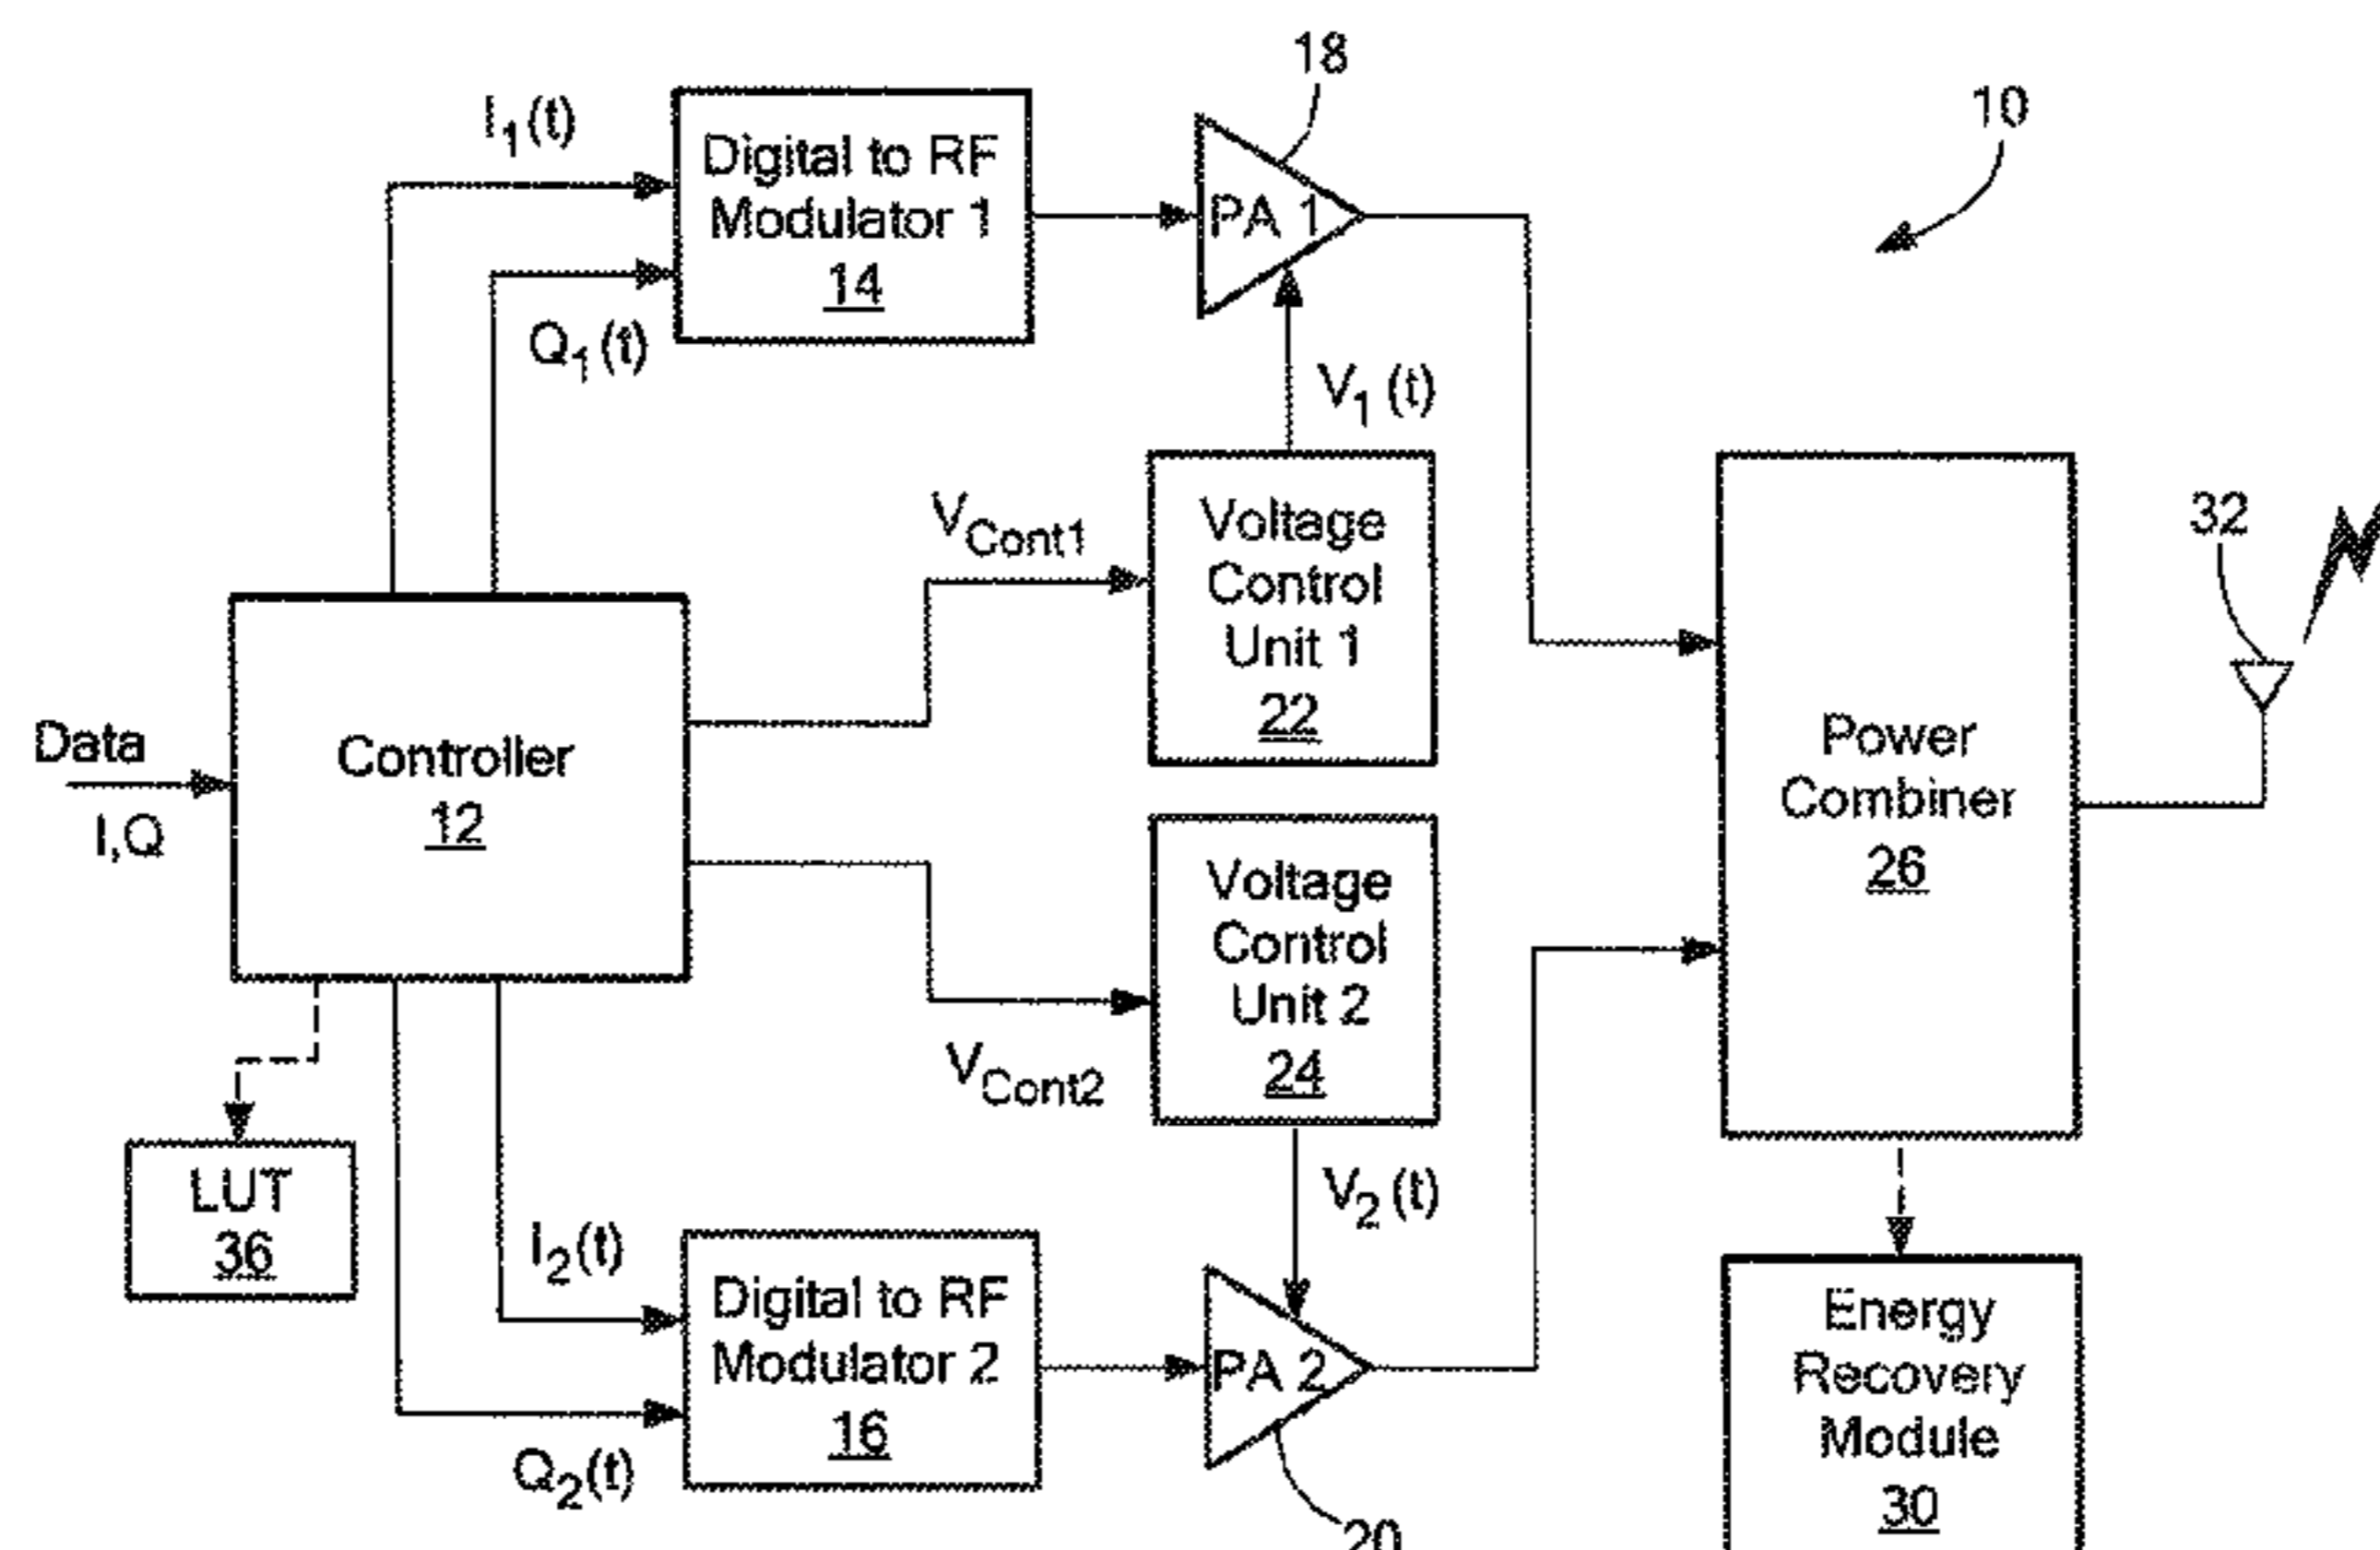 18
10
I1(t)
Digital to RF
Modulator 1
14
PA 1
Q1(t)
V1(t)
VCont1
Voltage
Control
Unit 1
22
32
Data
I,Q
Controller
12
Power
Combiner
26
Voltage
Control
Unit 2
24
VCont2
LUT
36
I2(t)
V2(t)
Digital to RF
Modulator 2
16
PA 2
Q2(t)
20
Energy
Recovery
Module
30